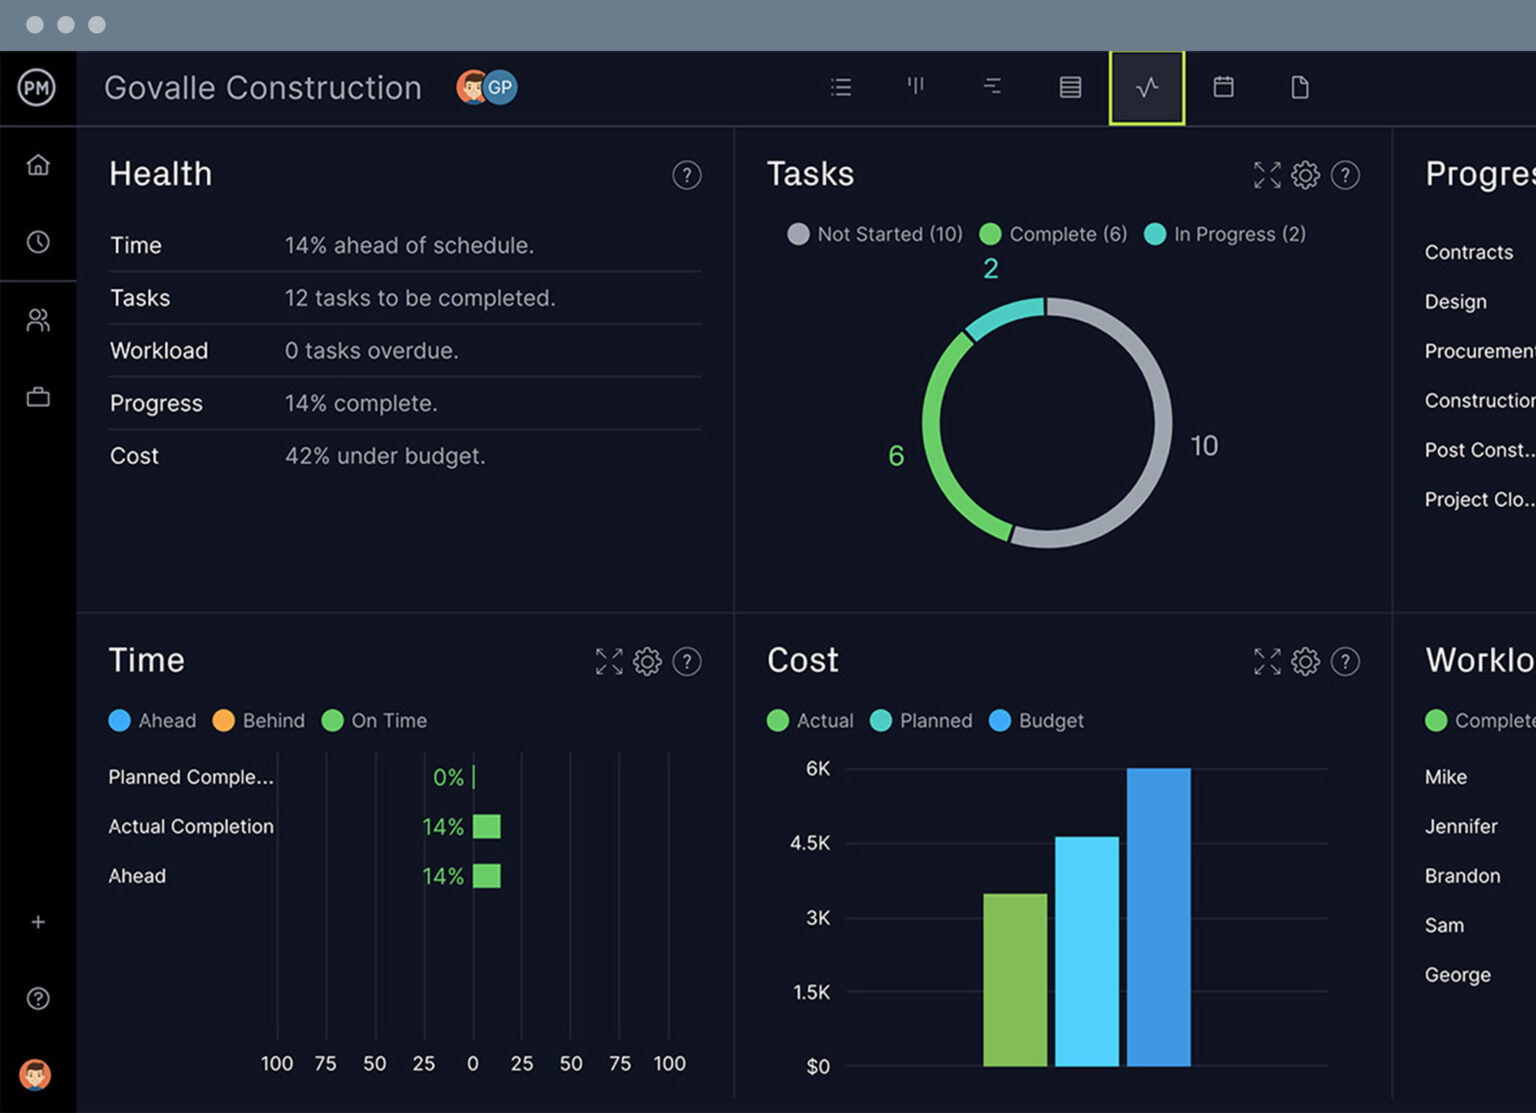 PM
Govalle Construction
GP
Health
?
Time 14% ahead of schedule.
Tasks 12 tasks to be completed.
Workload 0 tasks overdue.
Progress 14% complete.
Cost 42% under budget.
Tasks
?
Not Started (10) Complete (6) In Progress (2)
2
6
10
Progres
Contracts
Design
Procuremen
Construction
Post Const...
Project Clo...
Time
?
Ahead Behind On Time
Planned Comple... 0%
Actual Completion 14%
Ahead 14%
100 75 50 25 0 25 50 75 100
Cost
?
Actual Planned Budget
6K
4.5K
3K
1.5K
$0
Worklo
Complete
Mike
Jennifer
Brandon
Sam
George
?